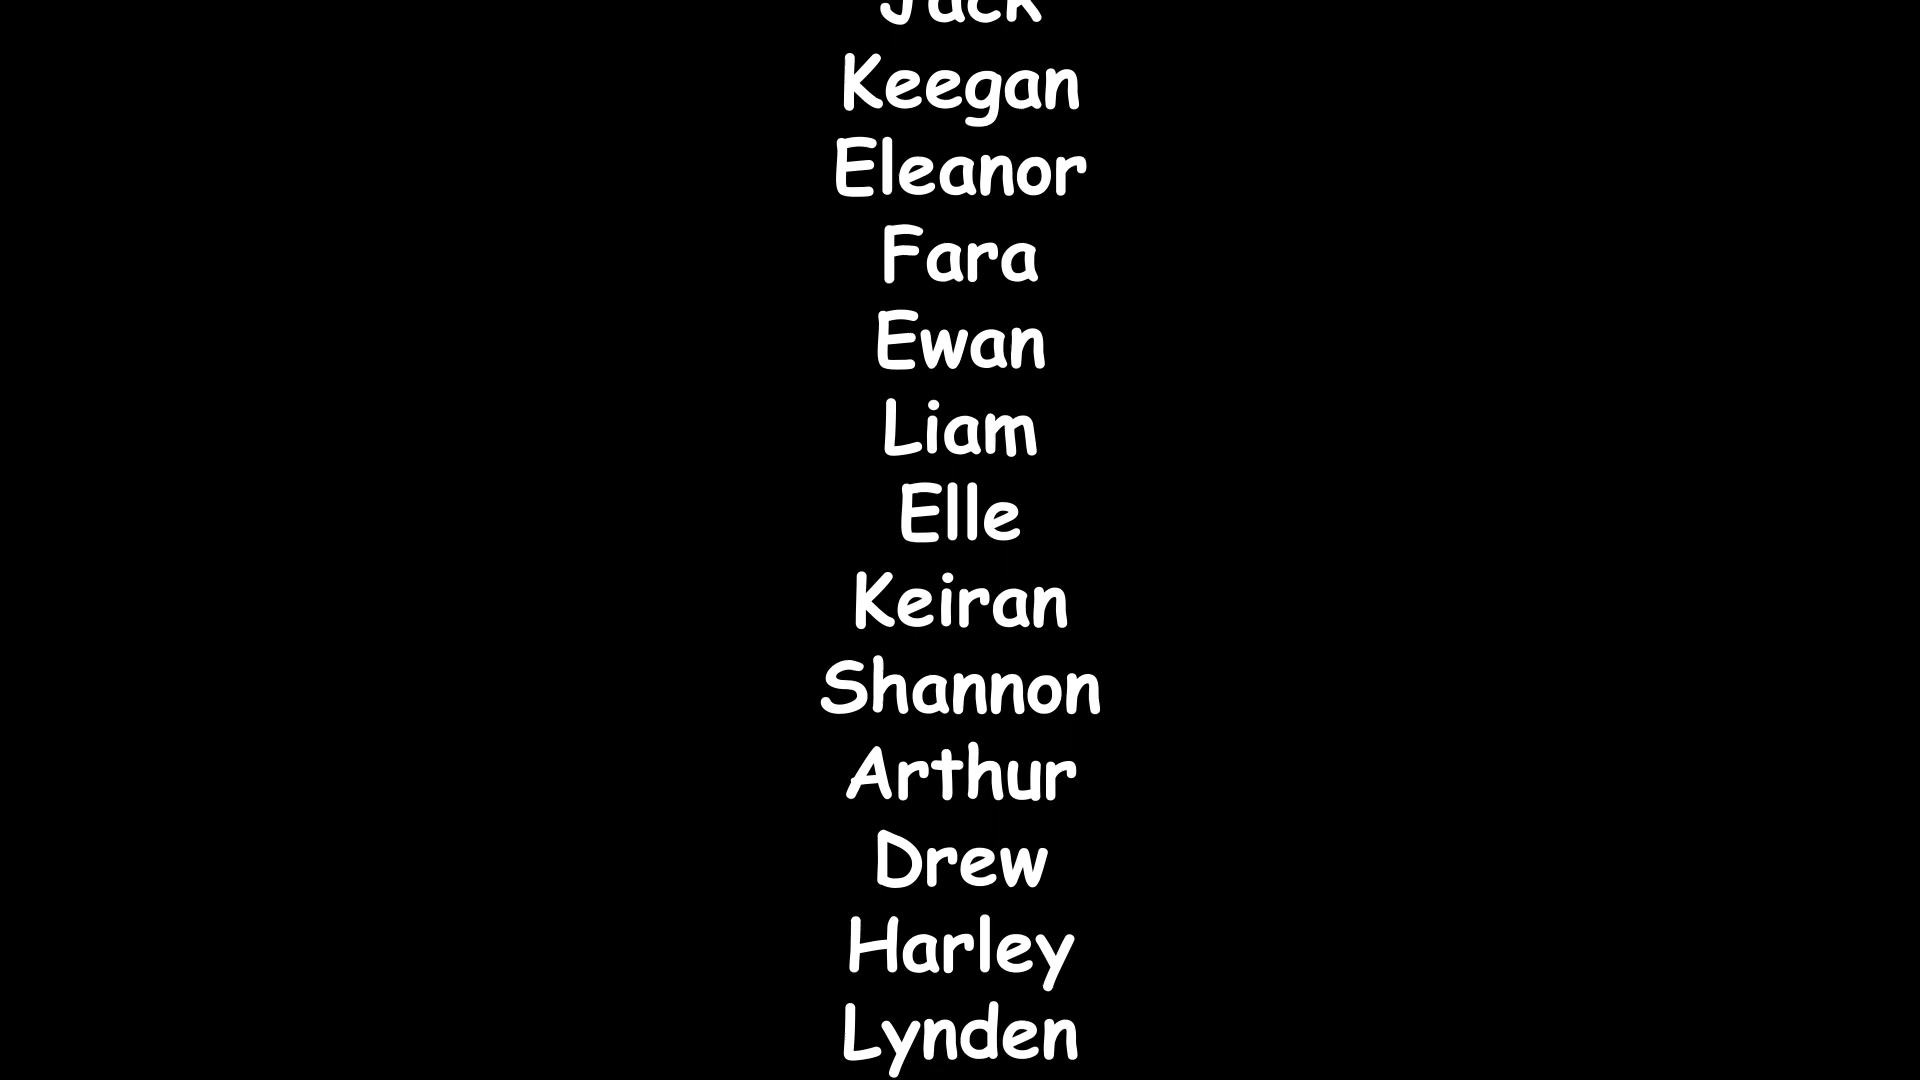 Jack
Keegan
Eleanor
Fara
Ewan
Liam
Elle
Keiran
Shannon
Arthur
Drew
Harley
Lynden